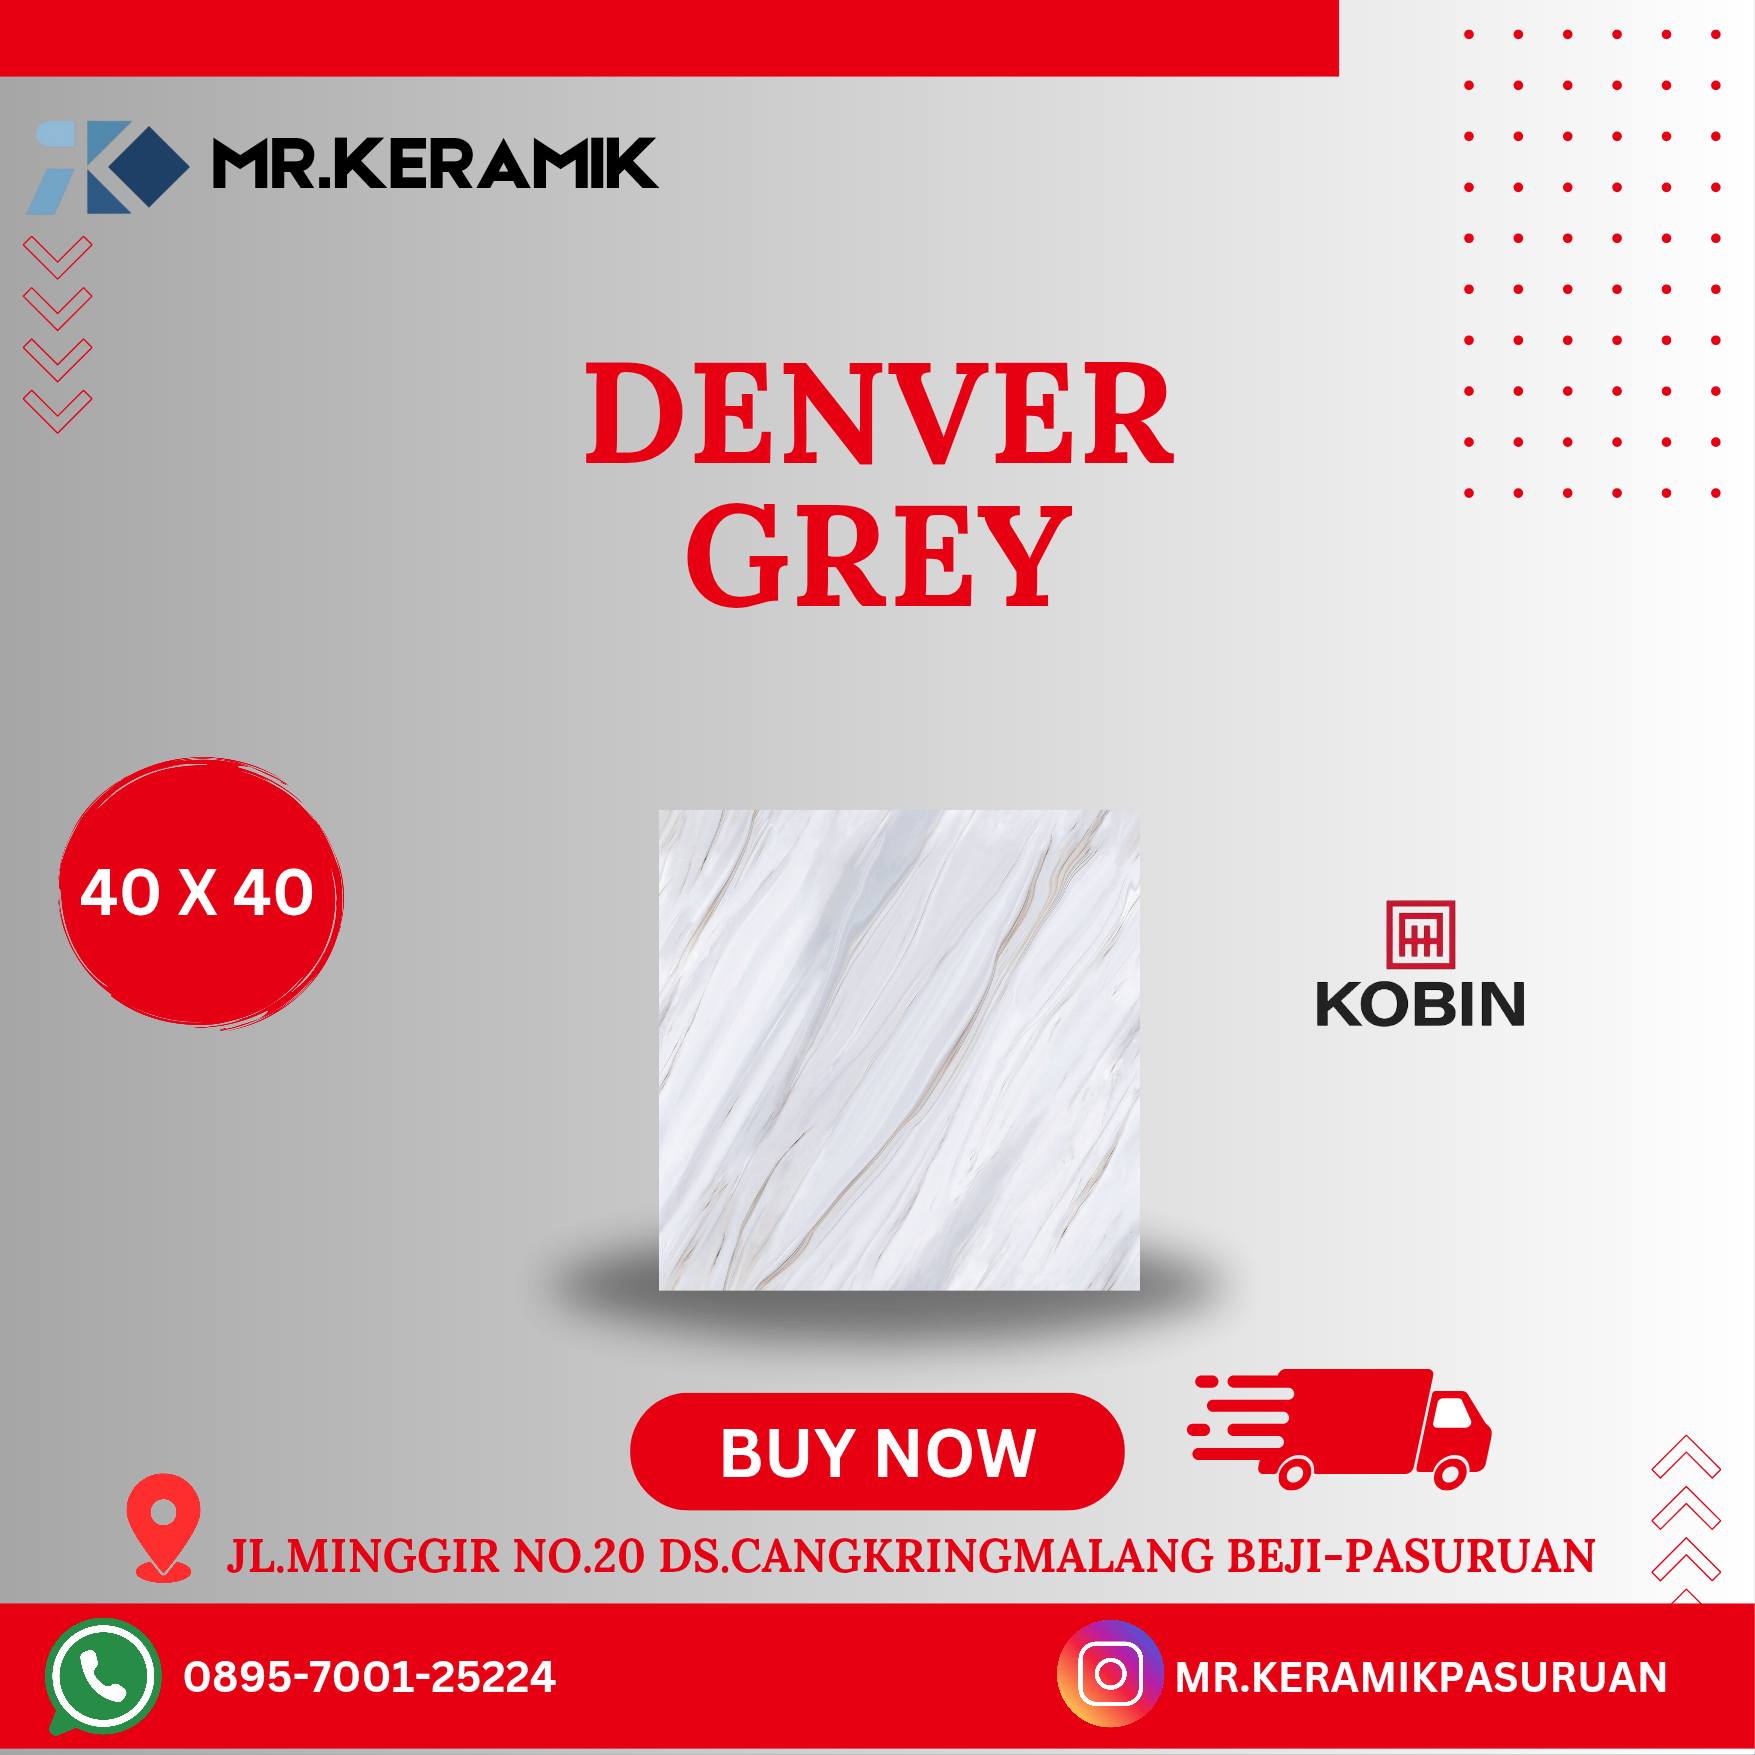 MR.KERAMIK
DENVER
GREY
40 X 40
KOBIN
BUY NOW
JL.MINGGIR NO.20 DS.CANGKRINGMALANG BEJI-PASURUAN
0895-7001-25224
MR.KERAMIKPASURUAN